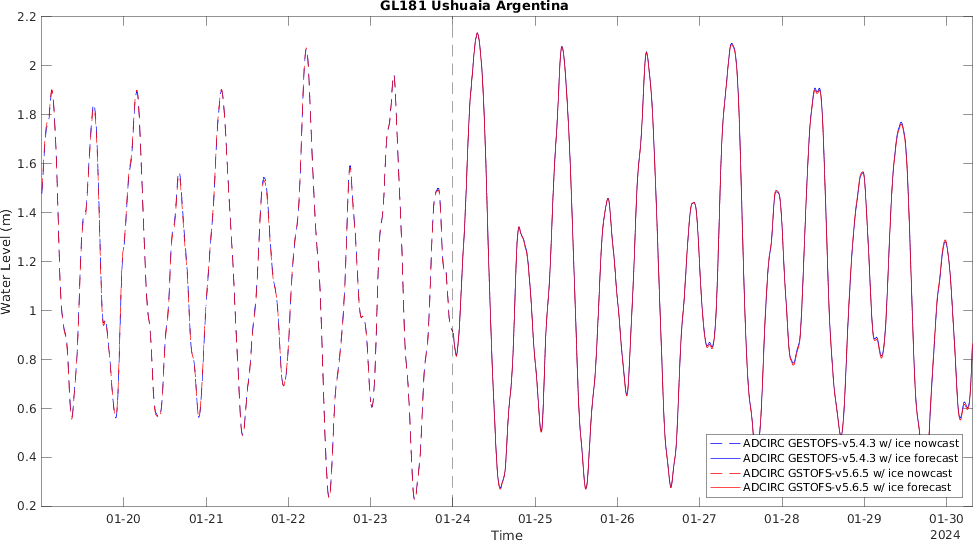 GL181 Ushuaia Argentina
2.2
2
1.8
1.6
1.4
1.2
1
0.8
0.6
0.4
0.2
Water Level (m)
ADCIRC GESTOFS-v5.4.3 w/ ice nowcast
ADCIRC GESTOFS-v5.4.3 w/ ice forecast
ADCIRC GSTOFS-v5.6.5 w/ ice nowcast
ADCIRC GSTOFS-v5.6.5 w/ ice forecast
01-20 01-21 01-22 01-23 01-24 01-25 01-26 01-27 01-28 01-29 01-30
Time
2024